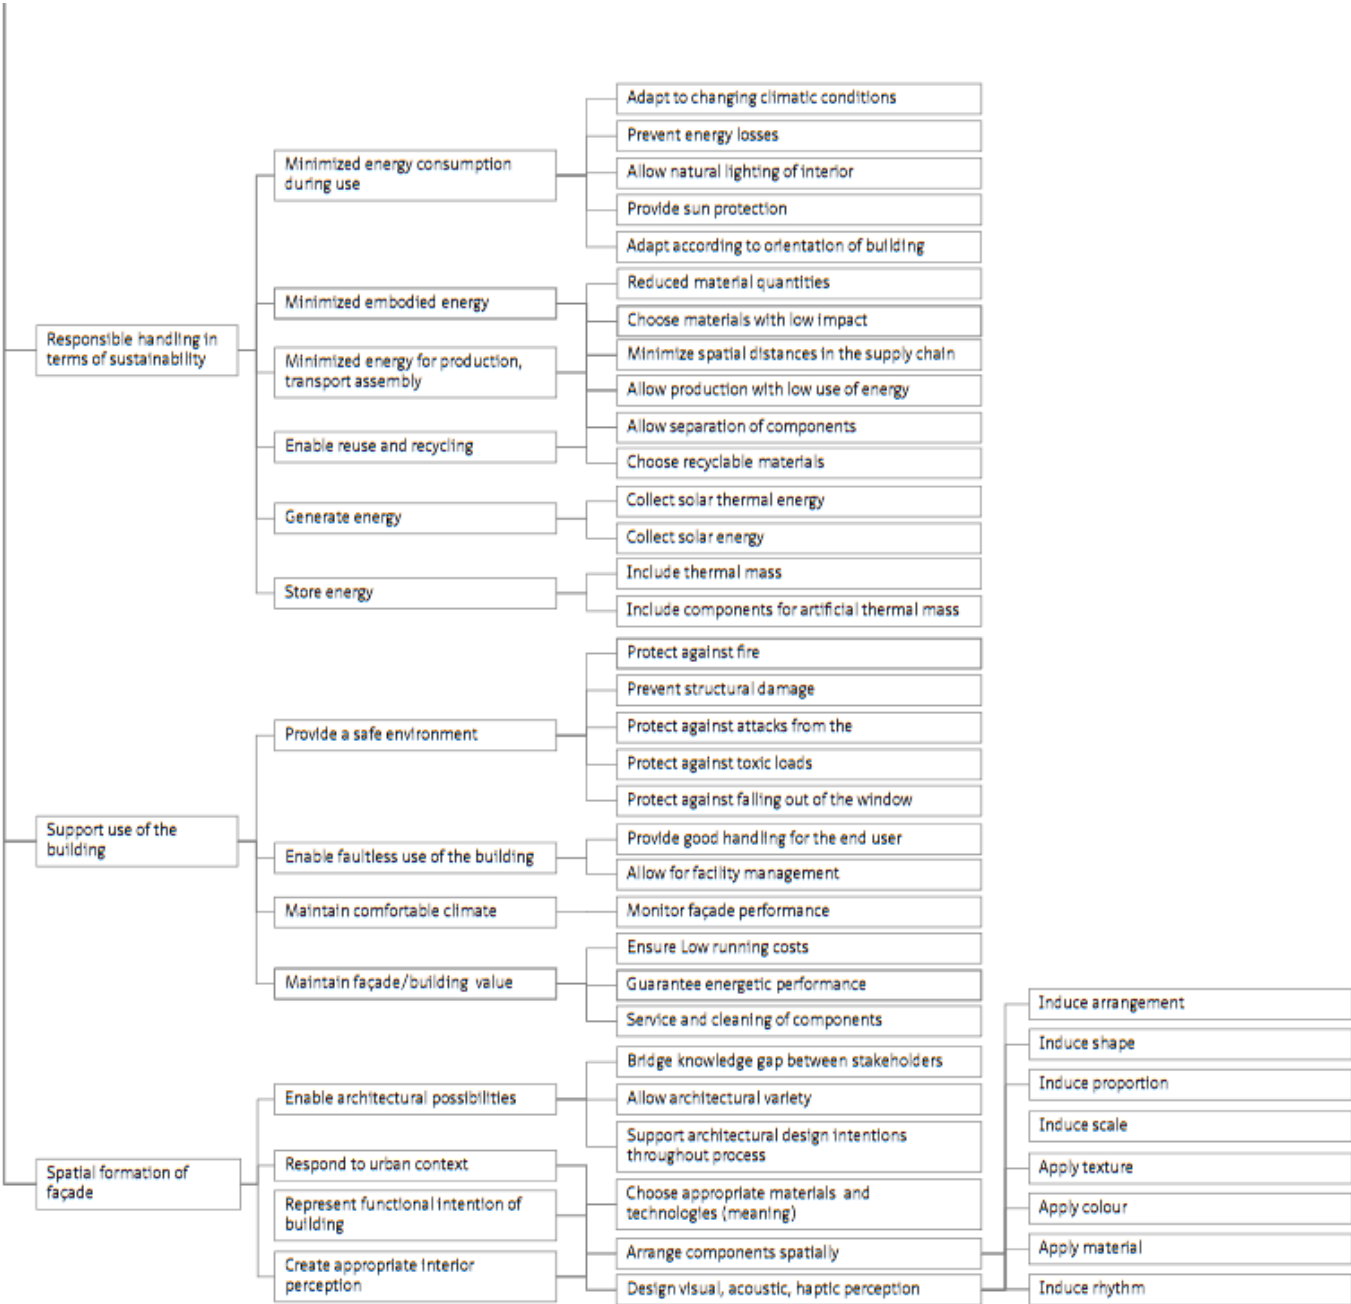 Adapt to changing climatic conditions
Prevent energy losses
Minimized energy consumption
during use
Allow natural lighting of interior
Provide sun protection
Adapt according to orientation of building
Reduced material quantities
Minimized embodied energy
Choose materials with low impact
Responsible handling in
terms of sustainability
Minimized energy for production,
transport assembly
Minimize spatial distances in the supply chain
Allow production with low use of energy
Allow separation of components
Enable reuse and recycling
Choose recyclable materials
Collect solar thermal energy
Generate energy
Collect solar energy
Include thermal mass
Store energy
Include components for artificial thermal mass
Protect against fire
Prevent structural damage
Provide a safe environment
Protect against attacks from the
Protect against toxic loads
Protect against falling out of the window
Support use of the
building
Provide good handling for the end user
Enable faultless use of the building
Allow for facility management
Maintain comfortable climate
Monitor façade performance
Ensure Low running costs
Maintain façade/building value
Guarantee energetic performance
Service and cleaning of components
Induce arrangement
Induce shape
Bridge knowledge gap between stakeholders
Induce proportion
Enable architectural possibilities
Allow architectural variety
Induce scale
Support architectural design intentions
throughout process
Respond to urban context
Apply texture
Spatial formation of
façade
Represent functional intention of
building
Choose appropriate materials and
technologies (meaning)
Apply colour
Arrange components spatially
Apply material
Create appropriate interior
perception
Design visual, acoustic, haptic perception
Induce rhythm